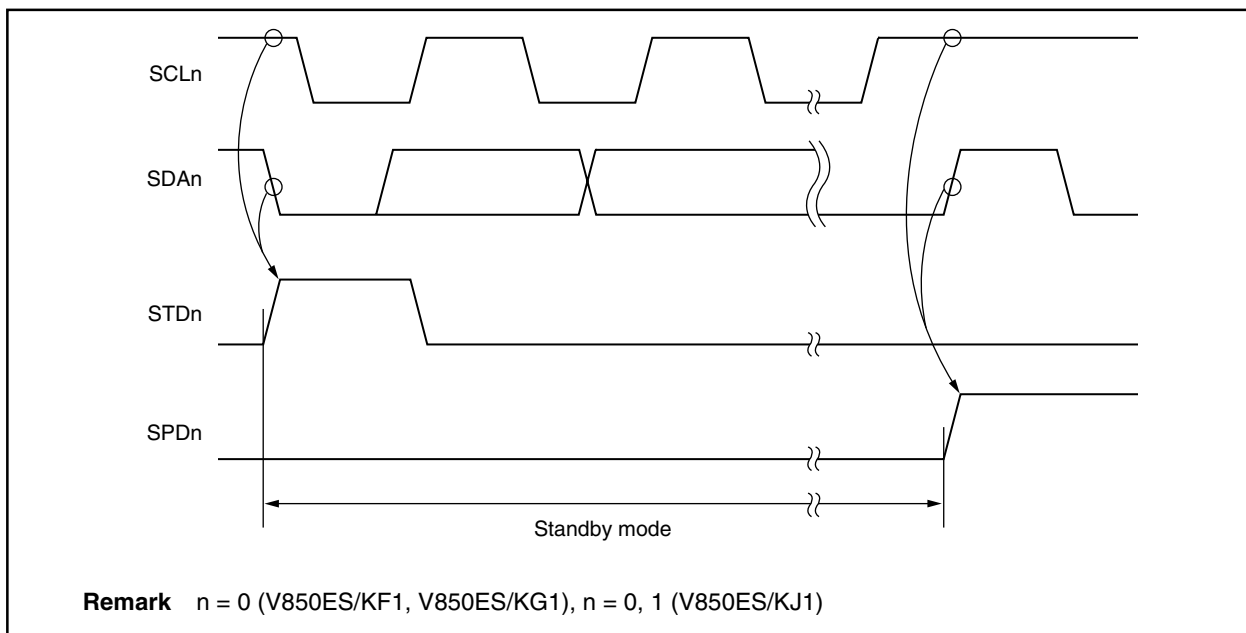 SCLn
SDAn
STDn
SPDn
Standby mode
Remark n = 0 (V850ES/KF1, V850ES/KG1), n = 0, 1 (V850ES/KJ1)